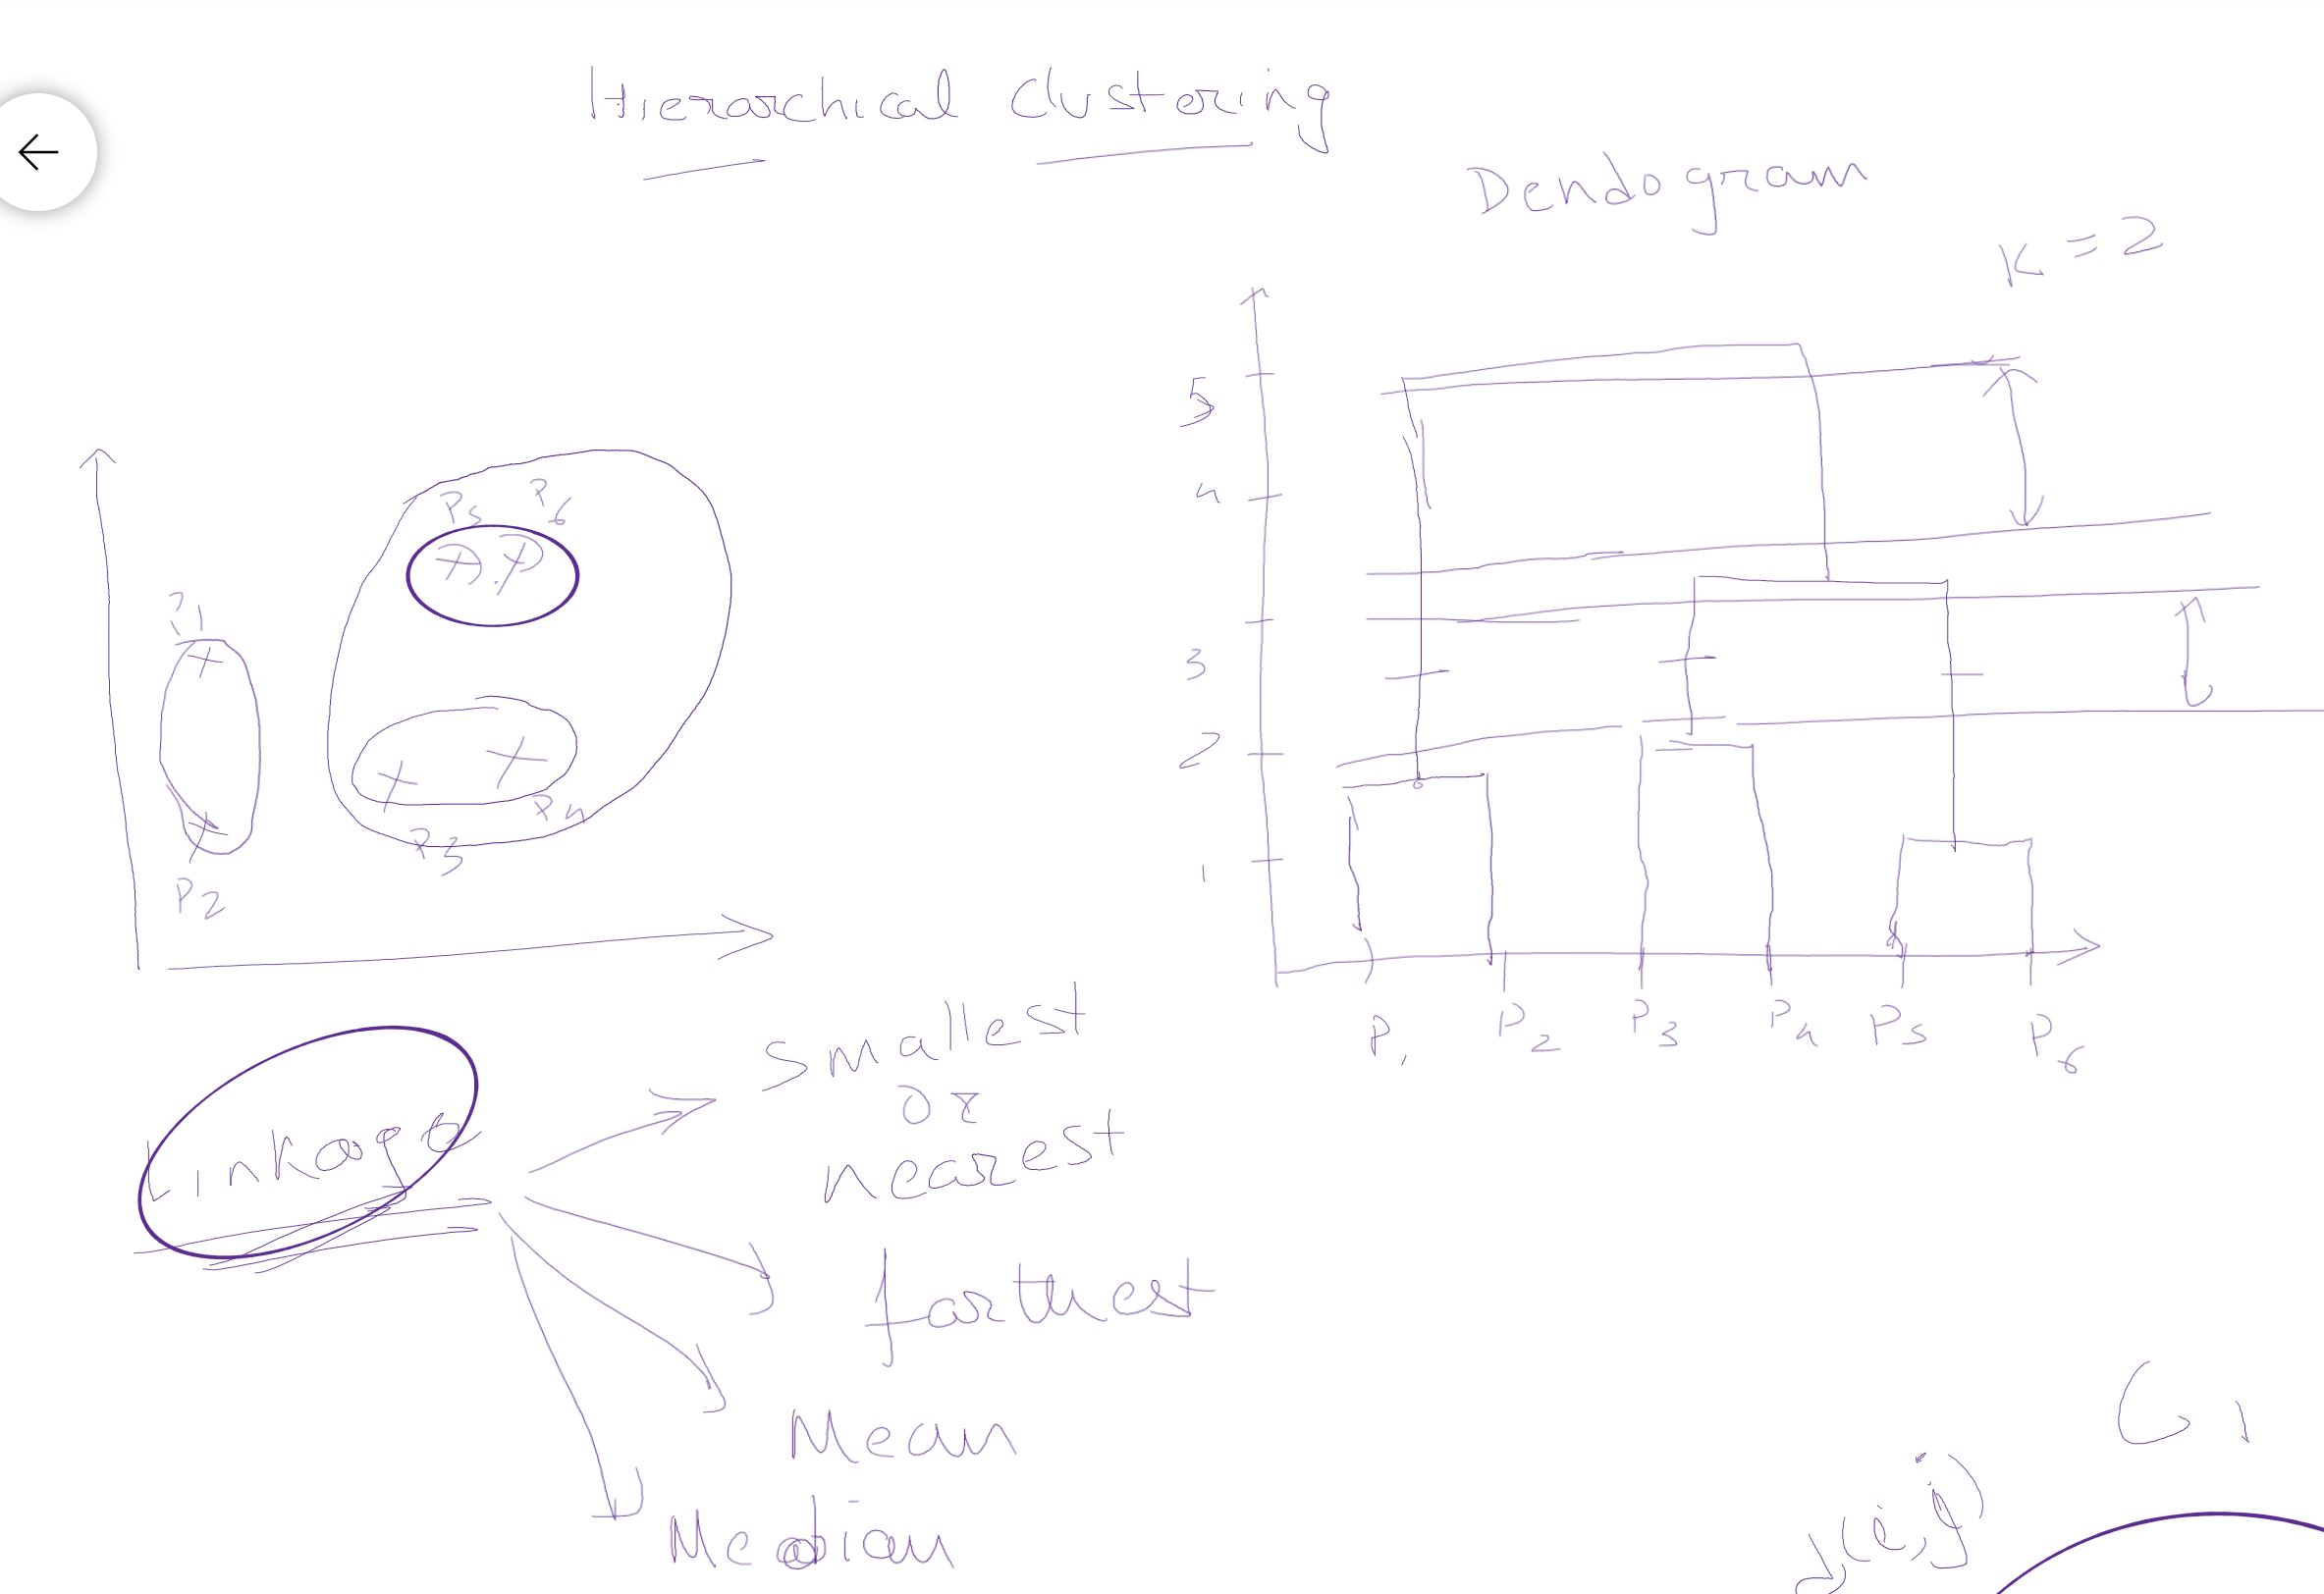 Hierarchical Clustering
Dendogram
K = 2
P5 P6
P1
P2
P3
P4
5
4
3
2
1
P1 P2 P3 P4 P5 P6
Linkage
Smallest
or
nearest
farthest
Mean
Median
C1
(i,j)